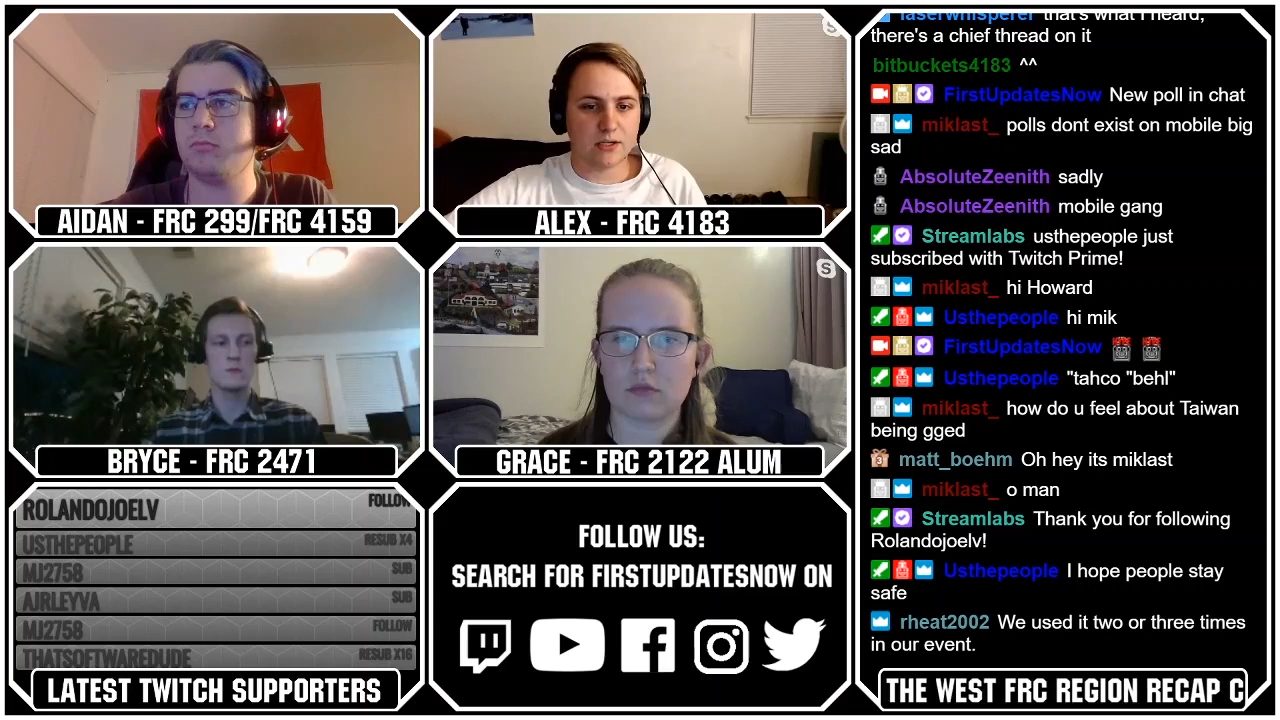 AIDAN - FRC 299/FRC 4159
ALEX - FRC 4183
BRYCE - FRC 2471
GRACE - FRC 2122 ALUM
ROLANDOJOELV FOLLOW
USTHEPEOPLE RESUB X4
MJ2758 SUB
AJRLEYVA SUB
MJ2758 FOLLOW
THATSOFTWAREDUDE RESUB X16
LATEST TWITCH SUPPORTERS
FOLLOW US:
SEARCH FOR FIRSTUPDATESNOW ON
laserwhisperer that's what I heard,
there's a chief thread on it
bitbuckets4183 ^^
FirstUpdatesNow New poll in chat
miklast_ polls dont exist on mobile big
sad
AbsoluteZeenith sadly
AbsoluteZeenith mobile gang
Streamlabs usthepeople just
subscribed with Twitch Prime!
miklast_ hi Howard
Usthepeople hi mik
FirstUpdatesNow
Usthepeople "tahco "behl"
miklast_ how do u feel about Taiwan
being gged
matt_boehm Oh hey its miklast
miklast_ o man
Streamlabs Thank you for following
Rolandojoelv!
Usthepeople I hope people stay
safe
rheat2002 We used it two or three times
in our event.
THE WEST FRC REGION RECAP C